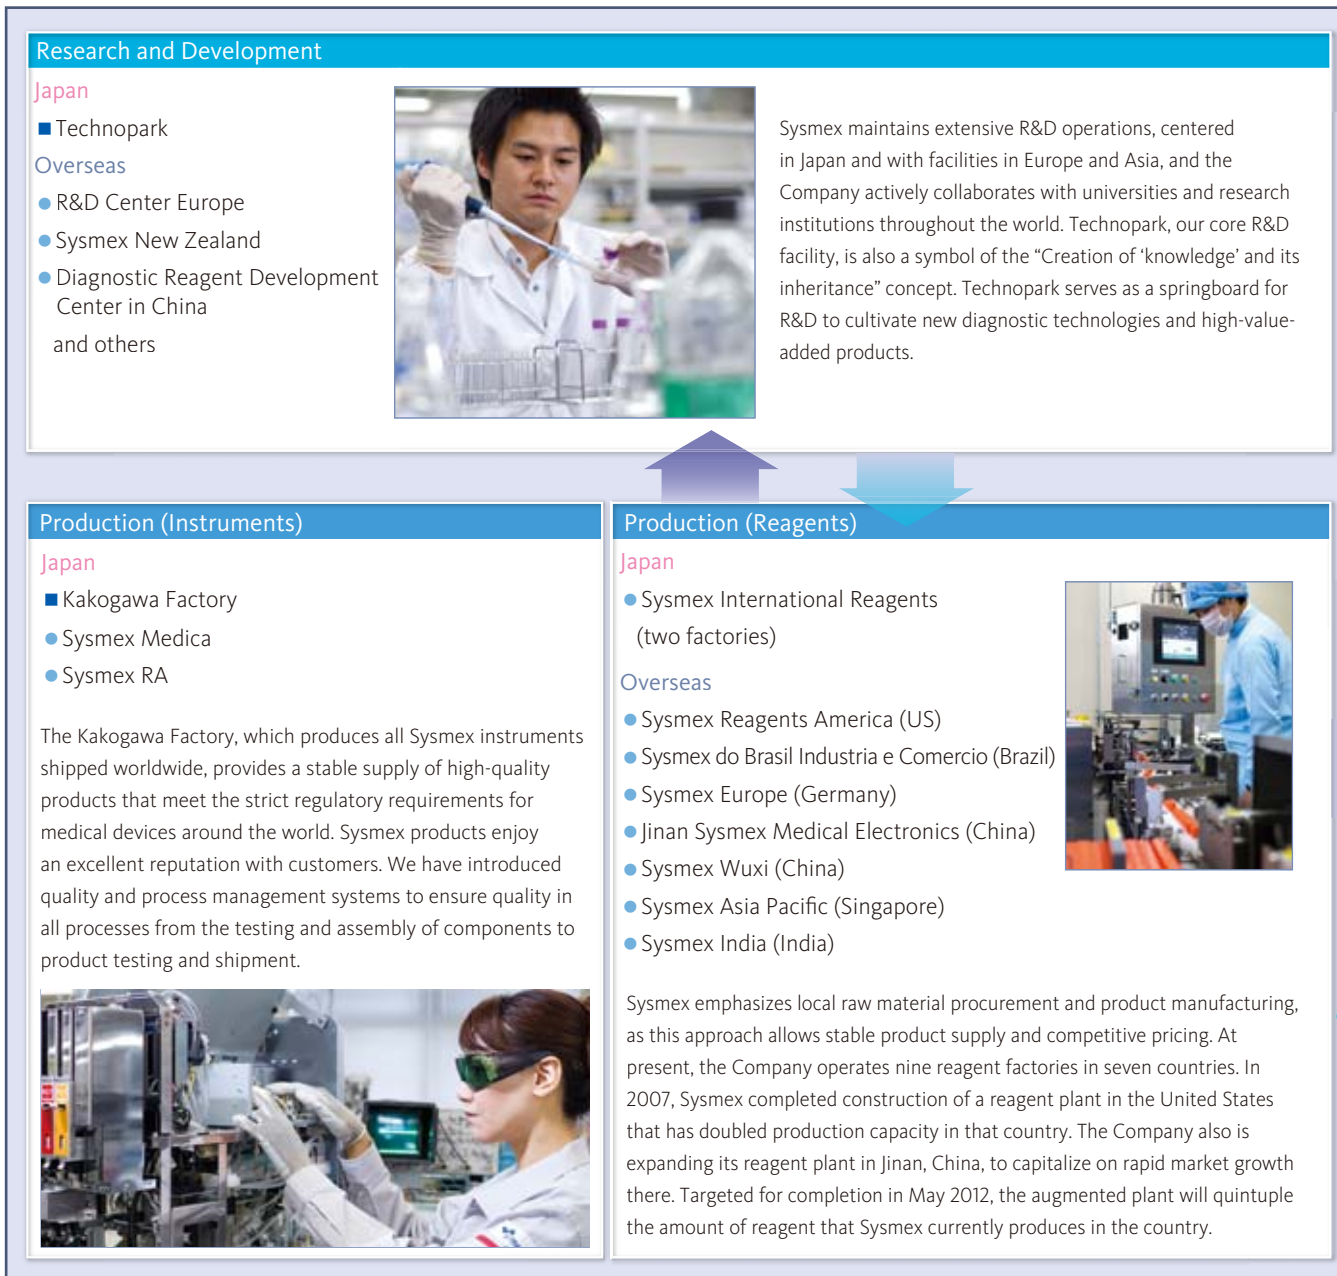 Research and Development
Japan
Technopark
Overseas
R&D Center Europe
Sysmex New Zealand
Diagnostic Reagent Development
Center in China
and others
Sysmex maintains extensive R&D operations, centered
in Japan and with facilities in Europe and Asia, and the
Company actively collaborates with universities and research
institutions throughout the world. Technopark, our core R&D
facility, is also a symbol of the “Creation of ‘knowledge’ and its
inheritance” concept. Technopark serves as a springboard for
R&D to cultivate new diagnostic technologies and high-value-
added products.
Production (Instruments)
Japan
Kakogawa Factory
Sysmex Medica
Sysmex RA
The Kakogawa Factory, which produces all Sysmex instruments
shipped worldwide, provides a stable supply of high-quality
products that meet the strict regulatory requirements for
medical devices around the world. Sysmex products enjoy
an excellent reputation with customers. We have introduced
quality and process management systems to ensure quality in
all processes from the testing and assembly of components to
product testing and shipment.
Production (Reagents)
Japan
Sysmex International Reagents
(two factories)
Overseas
Sysmex Reagents America (US)
Sysmex do Brasil Industria e Comercio (Brazil)
Sysmex Europe (Germany)
Jinan Sysmex Medical Electronics (China)
Sysmex Wuxi (China)
Sysmex Asia Pacific (Singapore)
Sysmex India (India)
Sysmex emphasizes local raw material procurement and product manufacturing,
as this approach allows stable product supply and competitive pricing. At
present, the Company operates nine reagent factories in seven countries. In
2007, Sysmex completed construction of a reagent plant in the United States
that has doubled production capacity in that country. The Company also is
expanding its reagent plant in Jinan, China, to capitalize on rapid market growth
there. Targeted for completion in May 2012, the augmented plant will quintuple
the amount of reagent that Sysmex currently produces in the country.